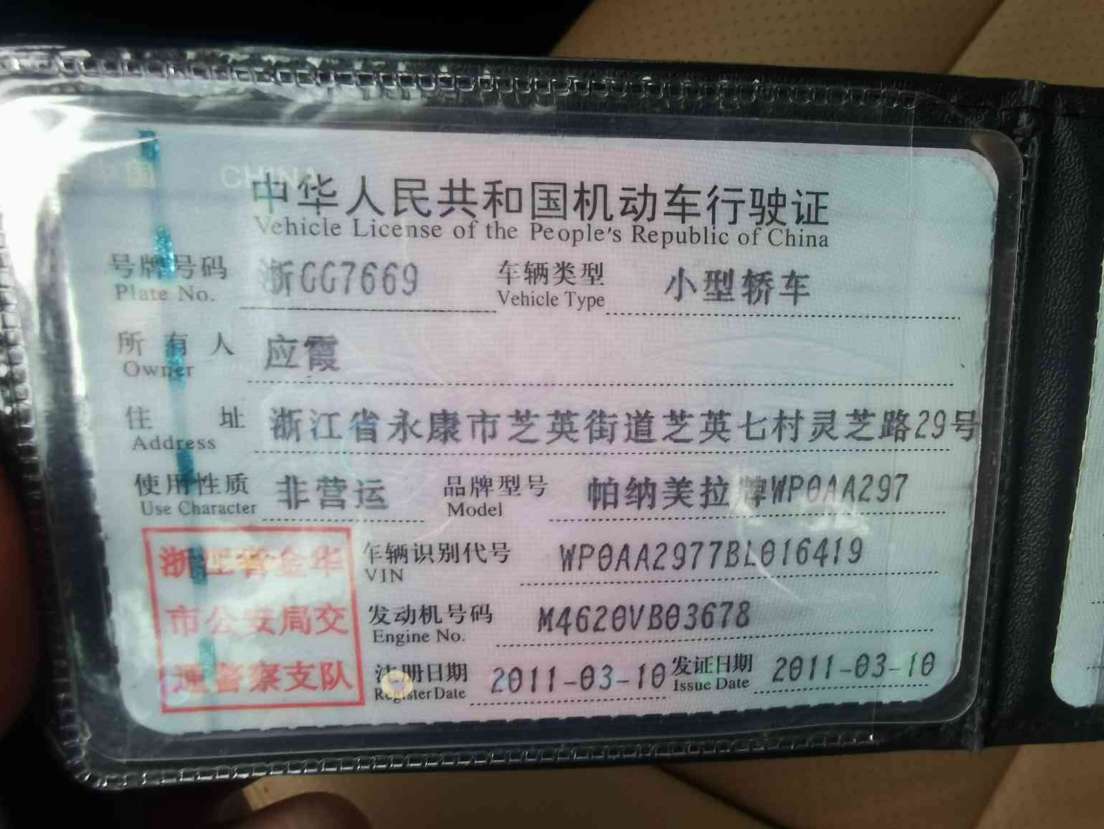 CHINA
中华人民共和国机动车行驶证
Vehicle License of the People's Republic of China
号牌号码 浙GG7669 车辆类型 小型轿车
Plate No. Vehicle Type
所有人 应霞
Owner
住址 浙江省永康市芝英街道芝英七村灵芝路29号
Address
使用性质 非营运 品牌型号 帕纳美拉牌WP0AA297
Use Character Model
浙江省金华
市公安局交
通警察支队
车辆识别代号 WP0AA2977BL016419
VIN
发动机号码 M4620VB03678
Engine No.
注册日期 2011-03-10 发证日期 2011-03-10
Register Date Issue Date